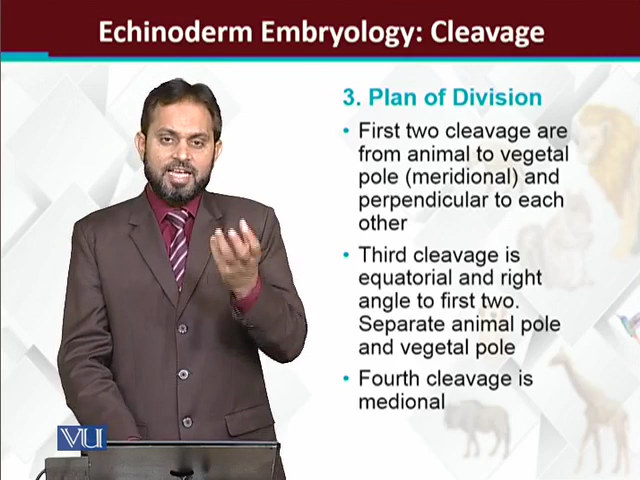 Echinoderm Embryology: Cleavage
3. Plan of Division
• First two cleavage are
from animal to vegetal
pole (meridional) and
perpendicular to each
other
• Third cleavage is
equatorial and right
angle to first two.
Separate animal pole
and vegetal pole
• Fourth cleavage is
medional
VU